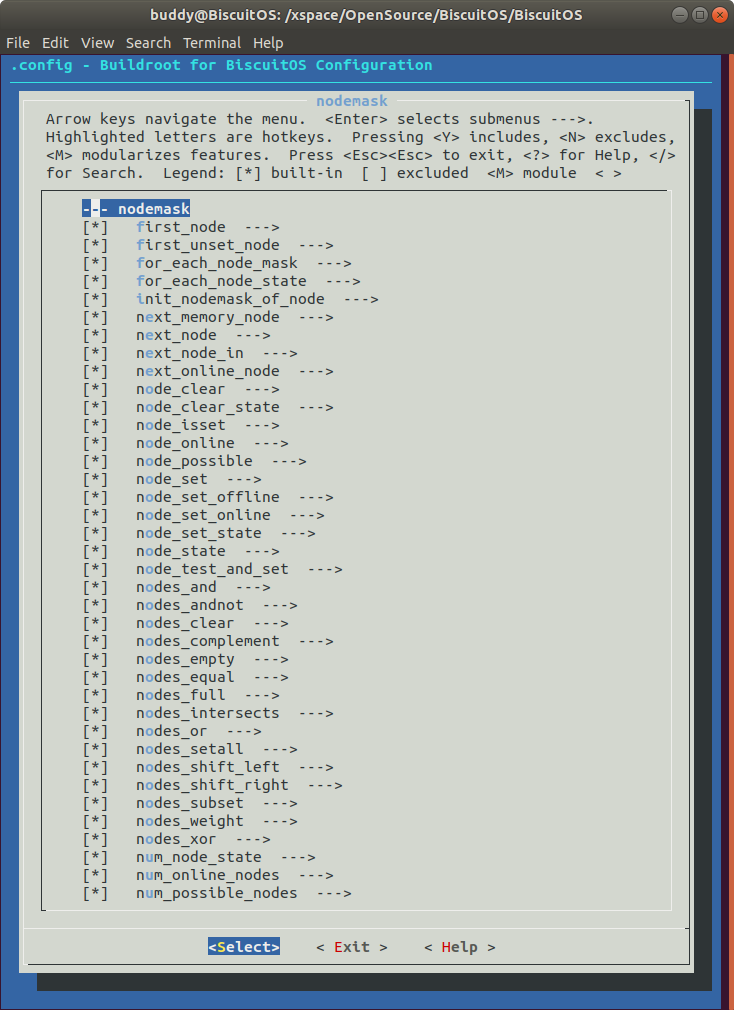 buddy@BiscuitOS: /xspace/OpenSource/BiscuitOS/BiscuitOS
File Edit View Search Terminal Help
.config - Buildroot for BiscuitOS Configuration
nodemask
Arrow keys navigate the menu. <Enter> selects submenus --->.
Highlighted letters are hotkeys. Pressing <Y> includes, <N> excludes,
<M> modularizes features. Press <Esc><Esc> to exit, <?> for Help, </>
for Search. Legend: [*] built-in [ ] excluded <M> module < >
--- nodemask
[*] first_node --->
[*] first_unset_node --->
[*] for_each_node_mask --->
[*] for_each_node_state --->
[*] init_nodemask_of_node --->
[*] next_memory_node --->
[*] next_node --->
[*] next_node_in --->
[*] next_online_node --->
[*] node_clear --->
[*] node_clear_state --->
[*] node_isset --->
[*] node_online --->
[*] node_possible --->
[*] node_set --->
[*] node_set_offline --->
[*] node_set_online --->
[*] node_set_state --->
[*] node_state --->
[*] node_test_and_set --->
[*] nodes_and --->
[*] nodes_andnot --->
[*] nodes_clear --->
[*] nodes_complement --->
[*] nodes_empty --->
[*] nodes_equal --->
[*] nodes_full --->
[*] nodes_intersects --->
[*] nodes_or --->
[*] nodes_setall --->
[*] nodes_shift_left --->
[*] nodes_shift_right --->
[*] nodes_subset --->
[*] nodes_weight --->
[*] nodes_xor --->
[*] num_node_state --->
[*] num_online_nodes --->
[*] num_possible_nodes --->
<Select> < Exit > < Help >